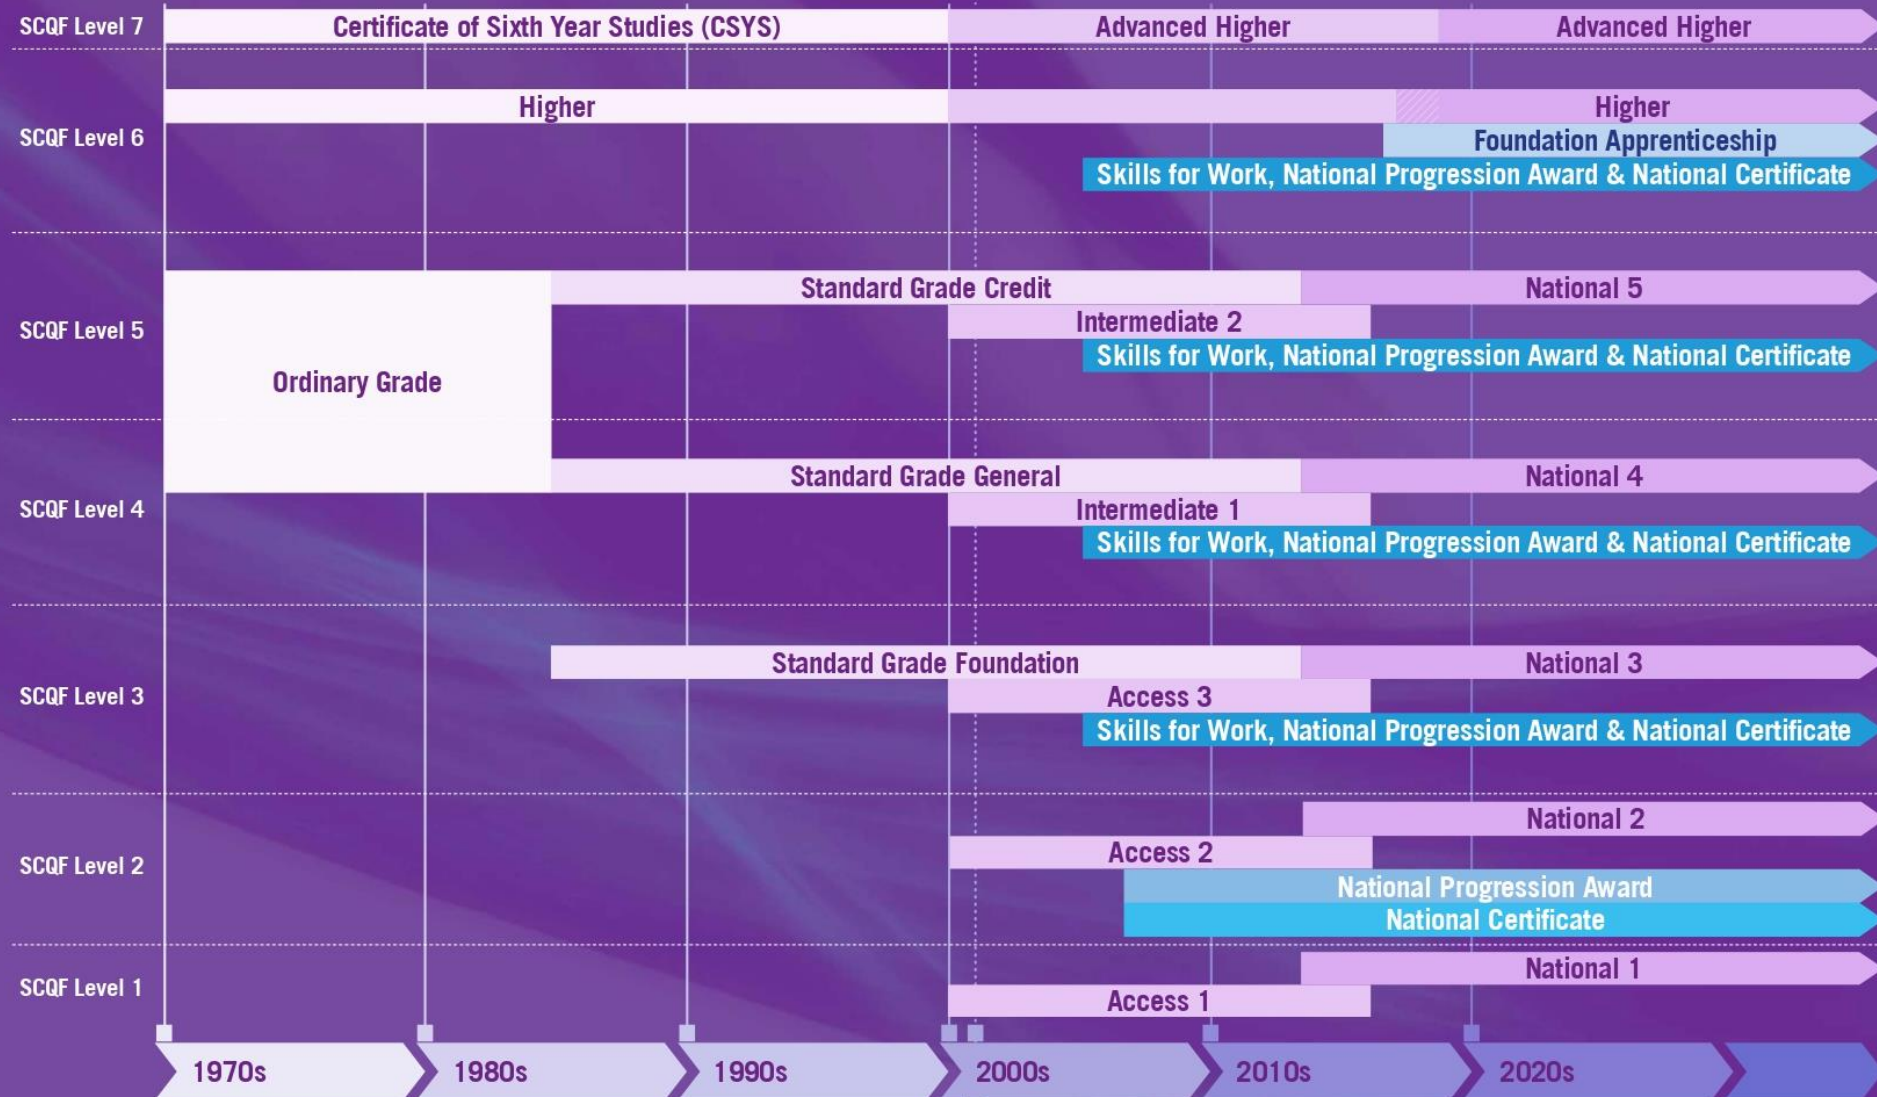 SCQF Level 7
Certificate of Sixth Year Studies (CSYS)
Advanced Higher
Advanced Higher
SCQF Level 6
Higher
Higher
Foundation Apprenticeship
Skills for Work, National Progression Award & National Certificate
SCQF Level 5
Ordinary Grade
Standard Grade Credit
National 5
Intermediate 2
Skills for Work, National Progression Award & National Certificate
SCQF Level 4
Standard Grade General
National 4
Intermediate 1
Skills for Work, National Progression Award & National Certificate
SCQF Level 3
Standard Grade Foundation
National 3
Access 3
Skills for Work, National Progression Award & National Certificate
SCQF Level 2
National 2
Access 2
National Progression Award
National Certificate
SCQF Level 1
National 1
Access 1
1970s
1980s
1990s
2000s
2010s
2020s